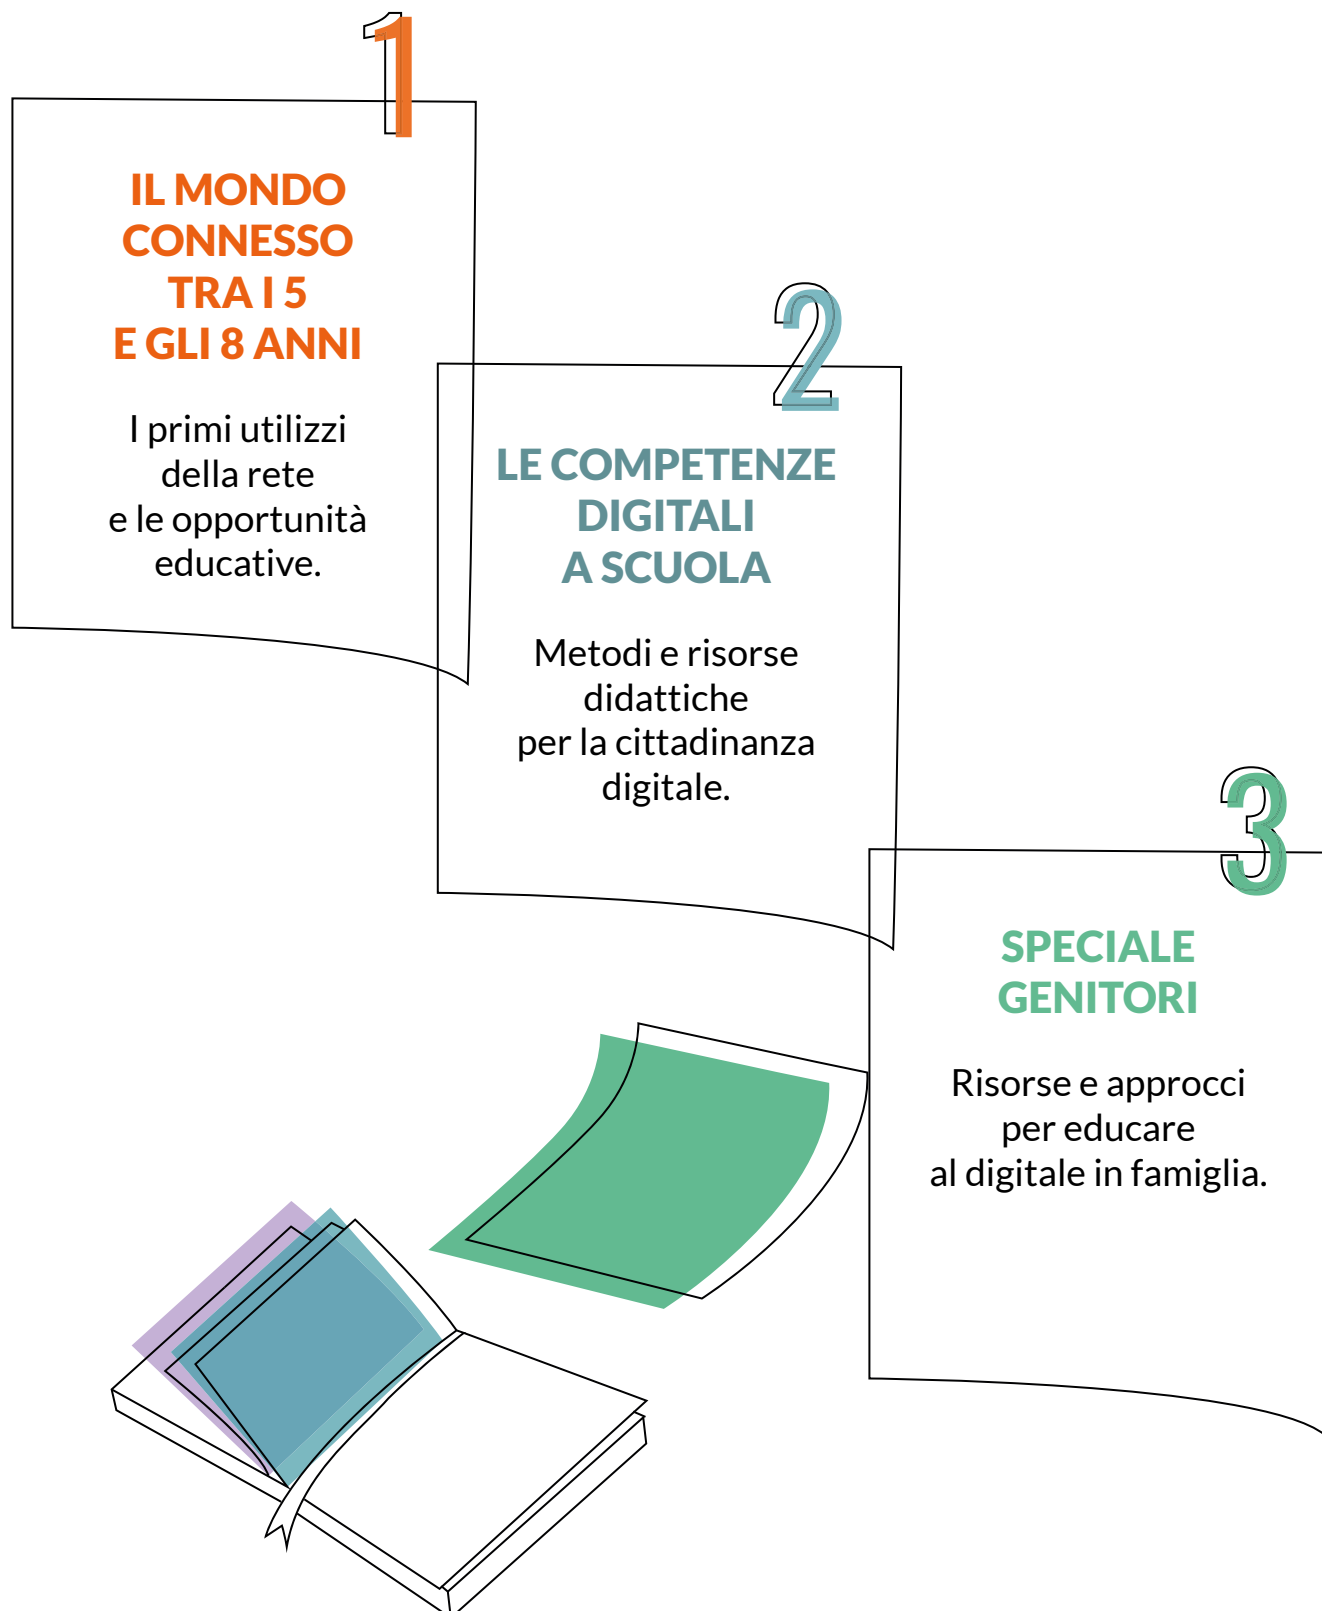 1
IL MONDO
CONNESSO
TRA I 5
E GLI 8 ANNI
I primi utilizzi
della rete
e le opportunità
educative.
2
LE COMPETENZE
DIGITALI
A SCUOLA
Metodi e risorse
didattiche
per la cittadinanza
digitale.
3
SPECIALE
GENITORI
Risorse e approcci
per educare
al digitale in famiglia.